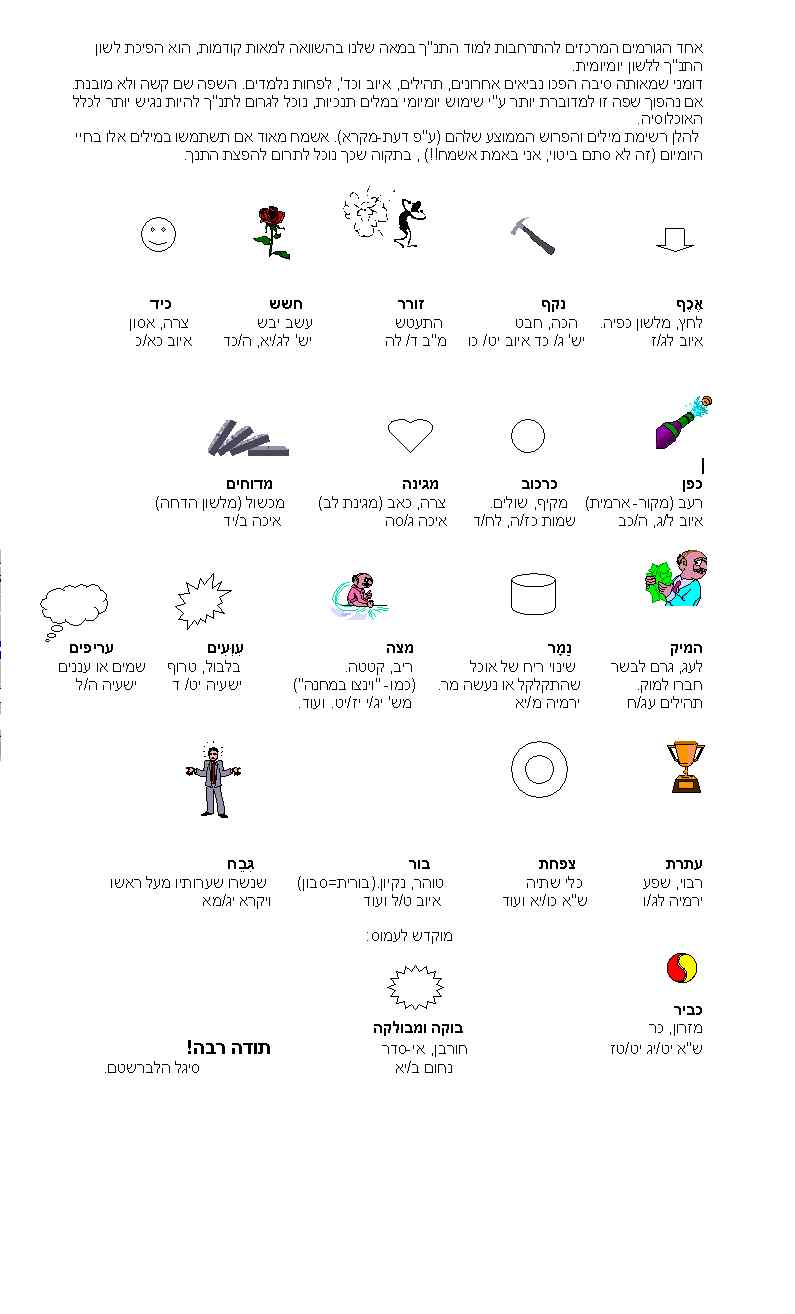 אחד הגורמים המרכזים להתרחבות למוד התנ"ך במאה שלנו בהשוואה למאות קודמות, הוא הפיכת לשון
התנ"ך ללשון יומיומית.
דומני שמאותה סיבה הפכו נביאים אחרונים, תהילים, איוב וכד', לפחות נלמדים. השפה שם קשה ולא מובנת.
אם נהפוך שפה זו למדוברת יותר ע"י שימוש יומיומי במלים תנכיות, נוכל לגרום לתנ"ך להיות נגיש יותר לכלל
האוכלוסיה.
להלן רשימת מילים והפרוש הממוצע שלהם (ע"פ דעת-מקרא). אשמח מאוד אם תשתמשו במילים אלו בחיי
היומיום (זה לא סתם ביטוי, אני באמת אשמח!!) , בתקוה שכך נוכל לתרום להפצת התנך.
אֶכֶף
לחץ, מלשון כפיה.
איוב לג/ז
נקף
הכה, חבט
יש' ג/ כד איוב יט/ כו
זורר
התעטש
מ"ב ד/ לה
חשש
עשב יבש
יש' לג/יא, ה/כד
כיד
צרה, אסון
איוב כא/כ
כפן
רעב (מקור- ארמית)
איוב ל/ג, ה/כב
כרכוב
מקיף, שולים.
שמות כז/ה, לח/ד
מגינה
צרה, כאב (מגינת לב)
איכה ג/סה
מדוחים
מכשול (מלשון הדחה)
איכה ב/יד
המיק
לעג, גרם לבשר
חברו למוק.
תהילים עג/ח
נָמָר
שינוי ריח של אוכל
שהתקלקל או נעשה מר.
ירמיה מ/יא
מצה
ריב, קטטה.
(כמו- "וינצו במחנה")
מש' יג/י יז/יט. ועוד.
עִוְעִים
בלבול, טרוף
ישעיה יט/ ד
עריפים
שמים או עננים
ישעיה ה/ל
עתרת
רבוי, שפע
ירמיה לג/ו
צפחת
כלי שתיה
ש"א כו/יא ועוד
בור
טוהר, נקיון.(בורית=סבון)
איוב ט/ל ועוד
גִּבֵּח
שנשרו שערותיו מעל ראשו
ויקרא יג/מא
מוקדש לעמוס:
כביר
מזרון, כר
ש"א יט/יג יט/טז
בוקה ומבולקה
חורבן, אי-סדר
נחום ב/יא
תודה רבה!
סיגל הלברשטם.